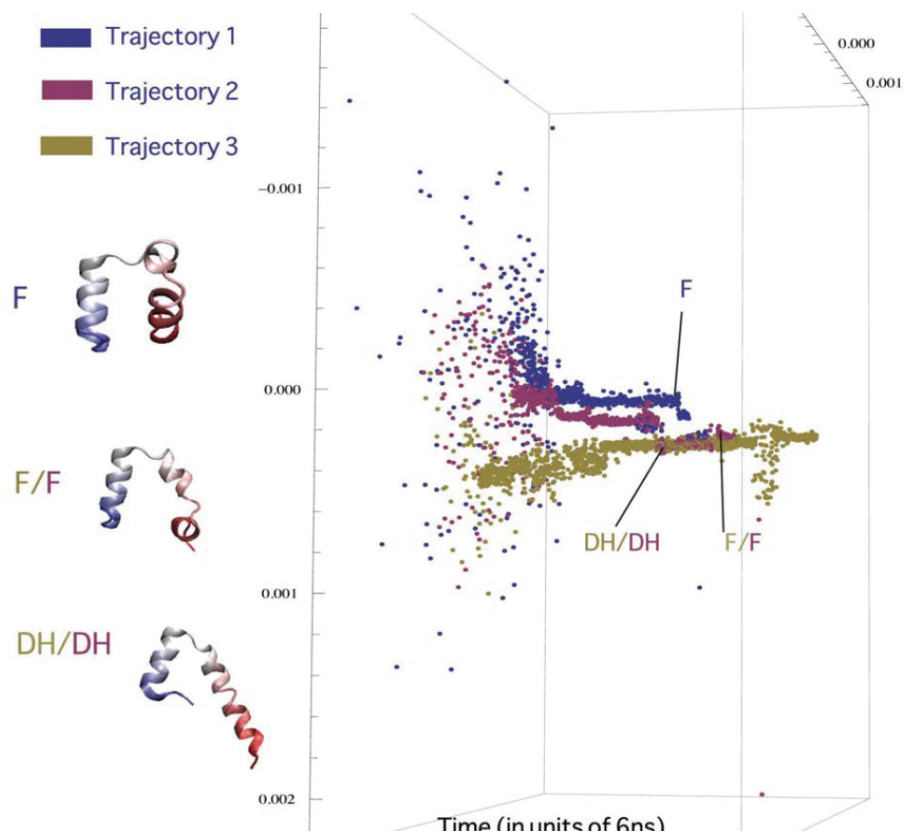 Trajectory 1
Trajectory 2
Trajectory 3
0.000
0.001
−0.001
F
F
0.000
F/F
DH/DH
F/F
0.001
DH/DH
0.002
Time (in units of 6ns)